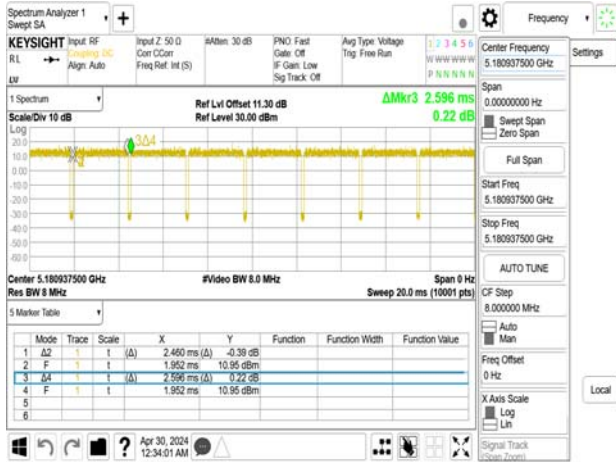 Spectrum Analyzer 1
Swept SA
+
Frequency
KEYSIGHT
Input: RF
Input Z: 50 Ω
#Atten: 30 dB
PNO: Fast
Avg Type: Voltage
1 2 3 4 5 6
RL
Coupling: DC
Corr CCorr
Gate: Off
Trig: Free Run
Align: Auto
Freq Ref: Int (S)
IF Gain: Low
W W W W W W
Sig Track: Off
P N N N N N
LXI
1 Spectrum
Ref Lvl Offset 11.30 dB
ΔMkr3 2.596 ms
Scale/Div 10 dB
Ref Level 30.00 dBm
0.22 dB
Log
20.0
3Δ4
10.0
0.00
-10.0
-20.0
-30.0
-40.0
-50.0
-60.0
Center 5.180937500 GHz
#Video BW 8.0 MHz
Span 0 Hz
Res BW 8 MHz
Sweep 20.0 ms (10001 pts)
5 Marker Table
Mode Trace Scale X Y Function Function Width Function Value
1 Δ2 1 t (Δ) 2.460 ms (Δ) -0.39 dB
2 F 1 t 1.952 ms 10.95 dBm
3 Δ4 1 t (Δ) 2.596 ms (Δ) 0.22 dB
4 F 1 t 1.952 ms 10.95 dBm
5
6
?
Apr 30, 2024
12:34:01 AM
Center Frequency
5.180937500 GHz
Settings
Span
0.00000000 Hz
Swept Span
Zero Span
Full Span
Start Freq
5.180937500 GHz
Stop Freq
5.180937500 GHz
AUTO TUNE
CF Step
8.000000 MHz
Auto
Man
Freq Offset
0 Hz
X Axis Scale
Log
Lin
Local
Signal Track
(Span Zoom)